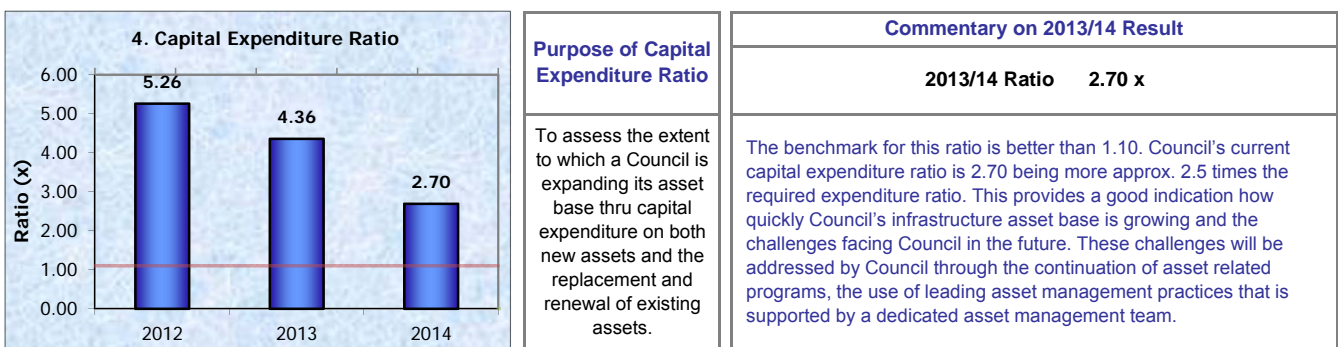 4. Capital Expenditure Ratio
6.00
5.00
4.00
3.00
2.00
1.00
0.00
Ratio (x)
5.26
4.36
2.70
2012
2013
2014
Purpose of Capital
Expenditure Ratio
To assess the extent
to which a Council is
expanding its asset
base thru capital
expenditure on both
new assets and the
replacement and
renewal of existing
assets.
Commentary on 2013/14 Result
2013/14 Ratio 2.70 x
The benchmark for this ratio is better than 1.10. Council's current
capital expenditure ratio is 2.70 being more approx. 2.5 times the
required expenditure ratio. This provides a good indication how
quickly Council's infrastructure asset base is growing and the
challenges facing Council in the future. These challenges will be
addressed by Council through the continuation of asset related
programs, the use of leading asset management practices that is
supported by a dedicated asset management team.